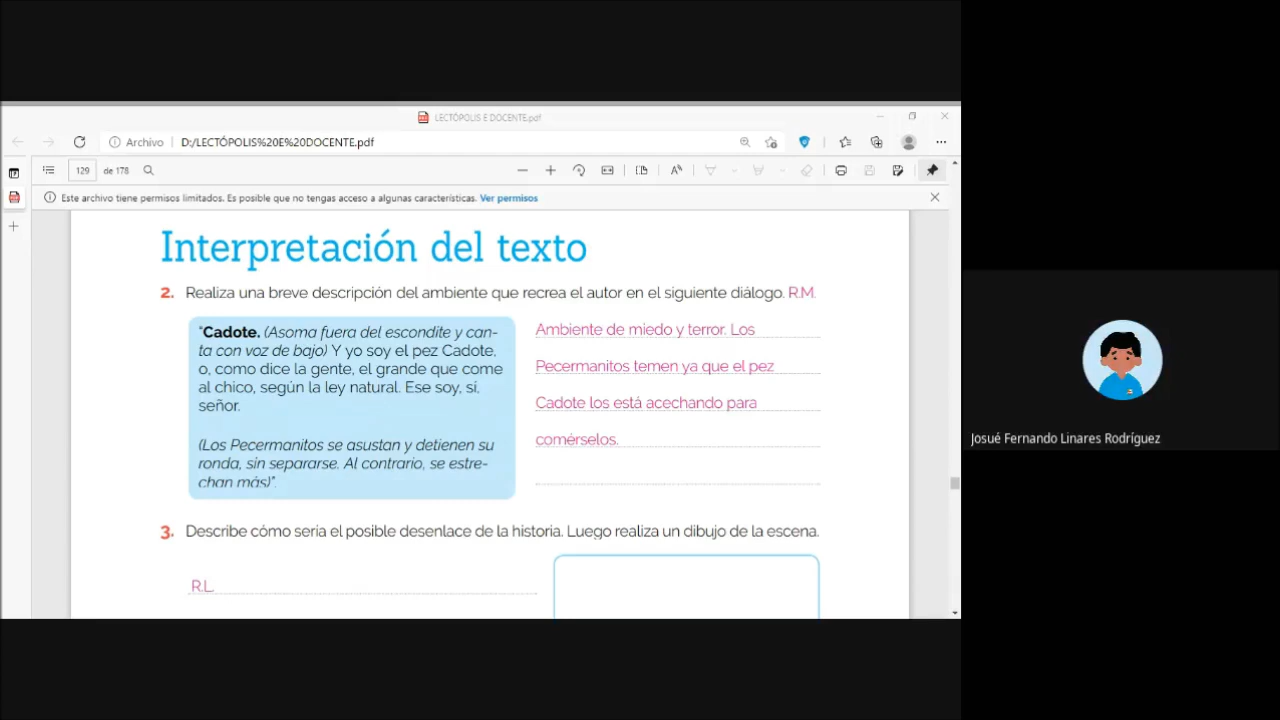 LECTÓPOLIS E DOCENTE.pdf
Archivo
D:/LECTÓPOLIS%20E%20DOCENTE.pdf
129
de 178
Este archivo tiene permisos limitados. Es posible que no tengas acceso a algunas características. Ver permisos
Interpretación del texto
2. Realiza una breve descripción del ambiente que recrea el autor en el siguiente diálogo. R.M.
"Cadote. (Asoma fuera del escondite y can-
ta con voz de bajo) Y yo soy el pez Cadote,
o, como dice la gente, el grande que come
al chico, según la ley natural. Ese soy, sí,
señor.
(Los Pecermanitos se asustan y detienen su
ronda, sin separarse. Al contrario, se estre-
chan más)".
Ambiente de miedo y terror. Los
Pecermanitos temen ya que el pez
Cadote los está acechando para
comérselos.
3. Describe cómo sería el posible desenlace de la historia. Luego realiza un dibujo de la escena.
R.L.
Josué Fernando Linares Rodríguez